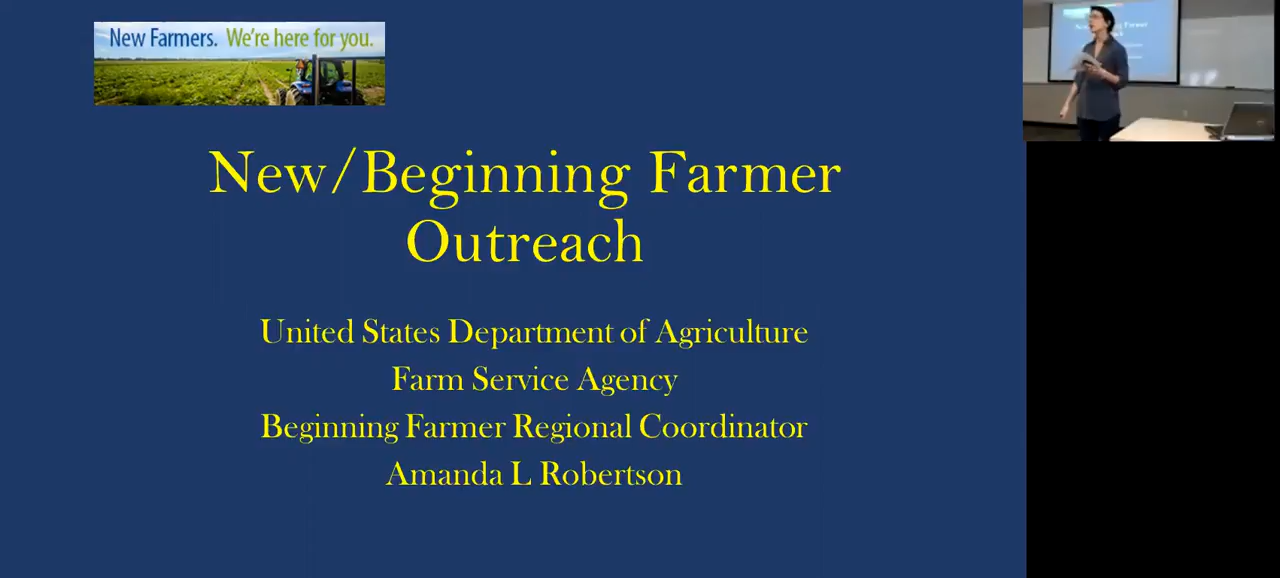 New Farmers. We're here for you.
New/Beginning Farmer
Outreach
United States Department of Agriculture
Farm Service Agency
Beginning Farmer Regional Coordinator
Amanda L Robertson